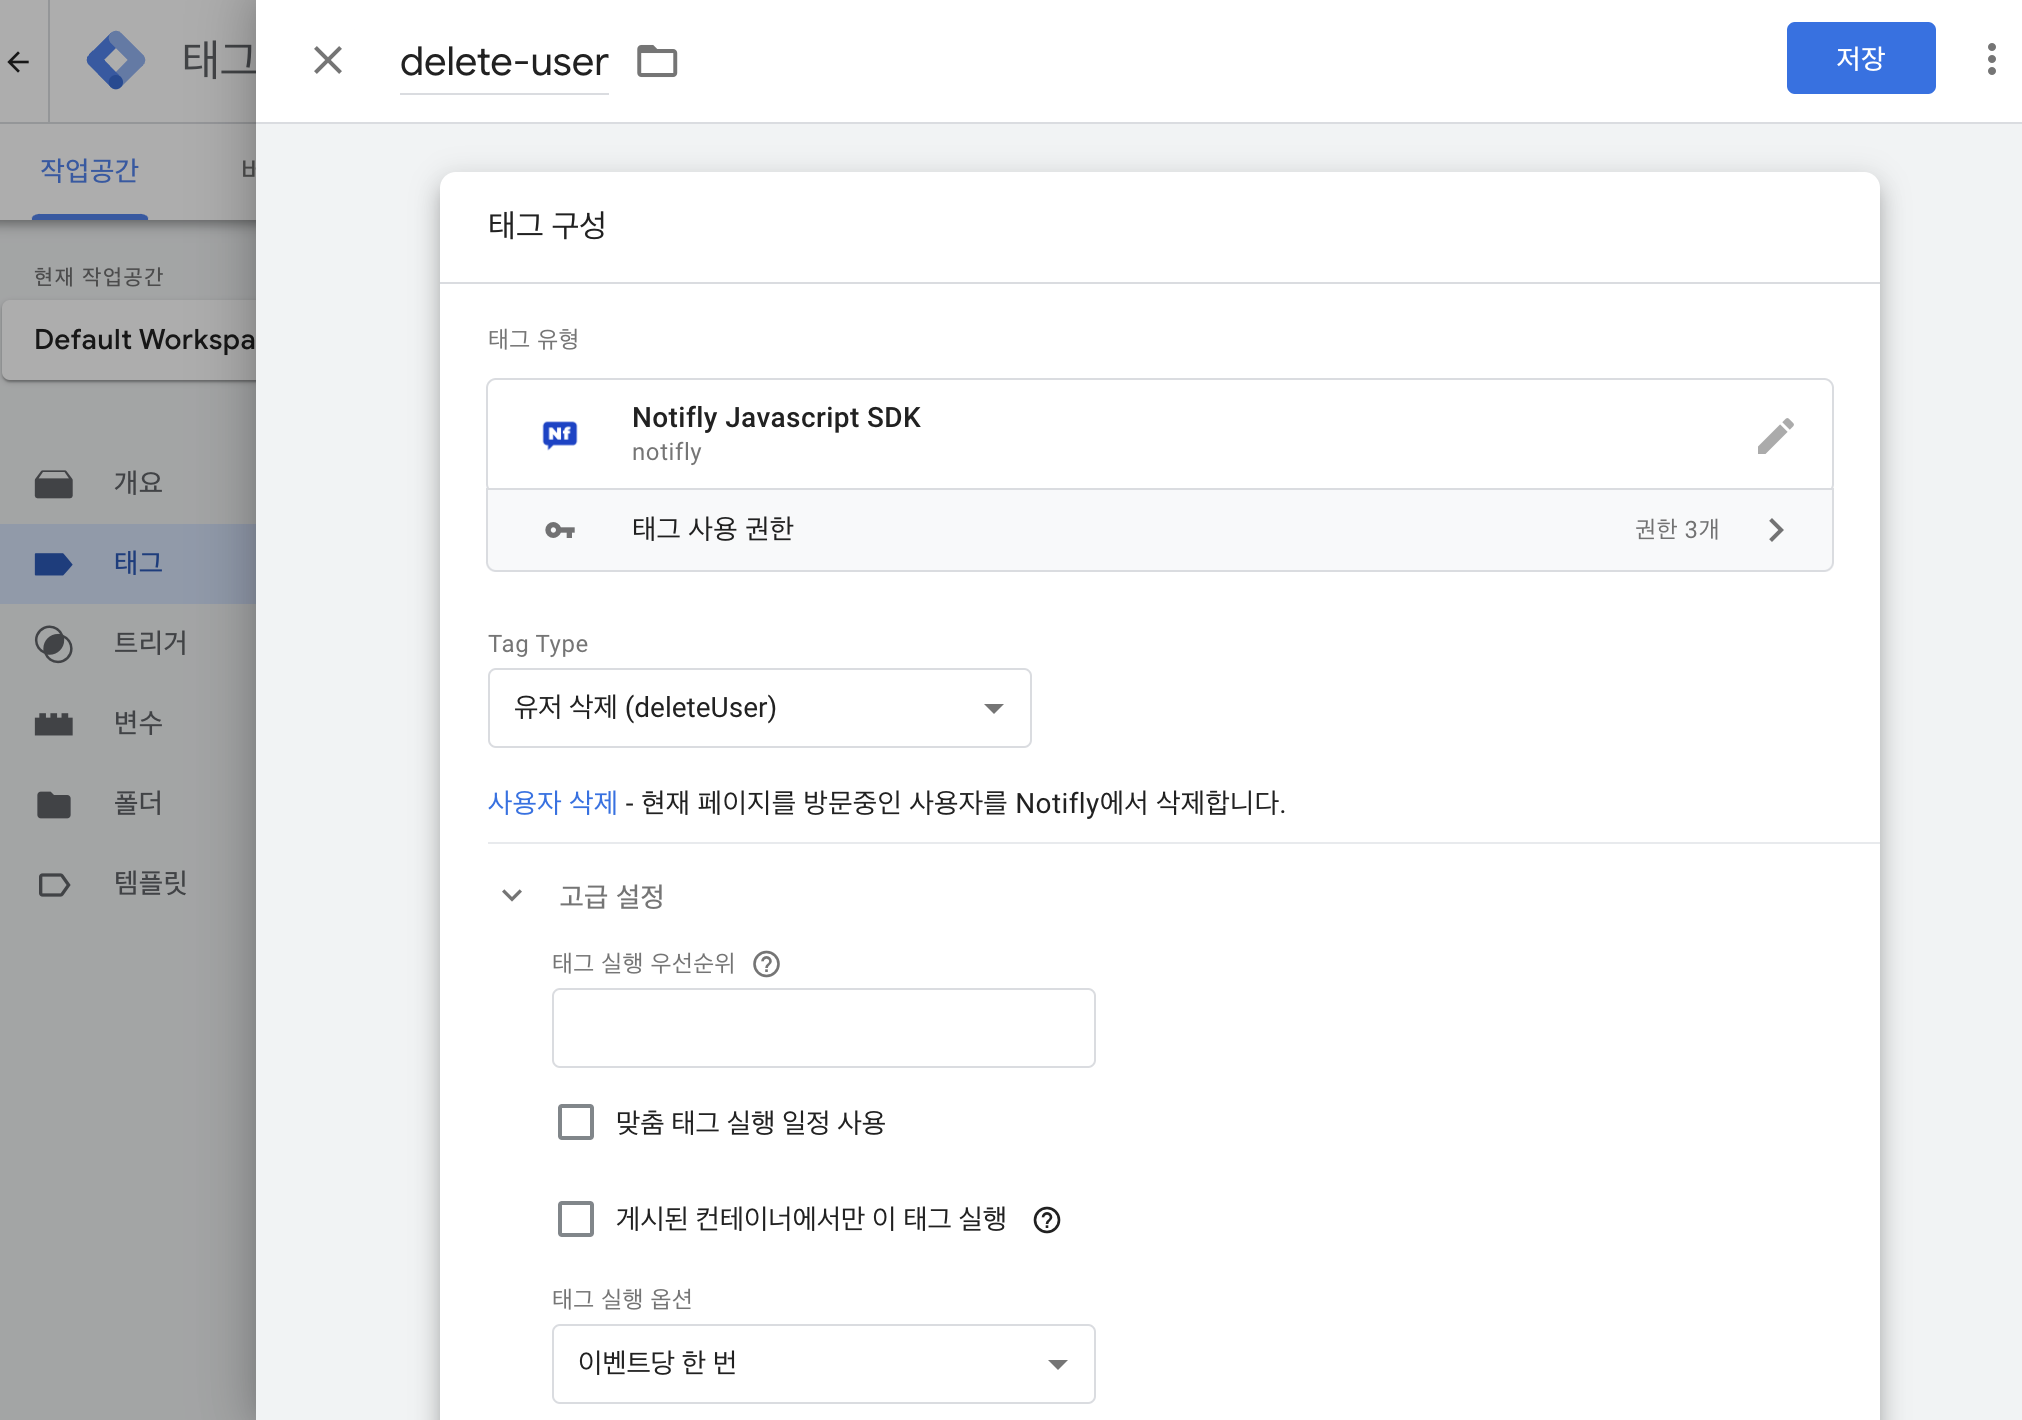 태그
delete-user
저장
작업공간
현재 작업공간
Default Workspa
개요
태그
트리거
변수
폴더
템플릿
태그 구성
태그 유형
Nf
Notifly Javascript SDK
notifly
태그 사용 권한
권한 3개
Tag Type
유저 삭제 (deleteUser)
사용자 삭제 - 현재 페이지를 방문중인 사용자를 Notifly에서 삭제합니다.
고급 설정
태그 실행 우선순위
맞춤 태그 실행 일정 사용
게시된 컨테이너에서만 이 태그 실행
태그 실행 옵션
이벤트당 한 번